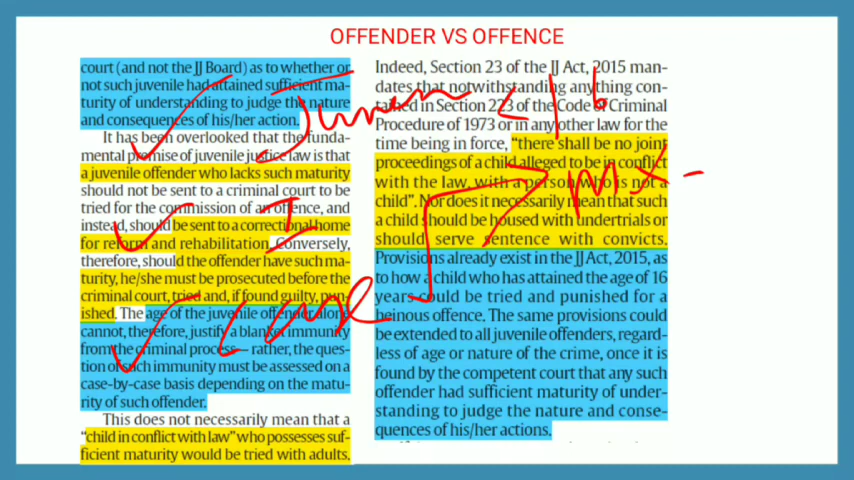 OFFENDER VS OFFENCE
court (and not the JJ Board) as to whether or
not such juvenile had attained sufficient ma-
turity of understanding to judge the nature
and consequences of his/her action.
It has been overlooked that the funda-
mental promise of juvenile justice law is that
a juvenile offender who lacks such maturity
should not be sent to a criminal court to be
tried for the commission of an offence, and
instead, should be sent to a correctional home
for reform and rehabilitation. Conversely,
therefore, should the offender have such ma-
turity, he/she must be prosecuted before the
criminal court, tried and, if found guilty, pun-
ished. The age of the juvenile offender alone
cannot, therefore, justify a blanket immunity
from the criminal process — rather, the ques-
tion of such immunity must be assessed on a
case-by-case basis depending on the matu-
rity of such offender.
This does not necessarily mean that a
“child in conflict with law” who possesses suf-
ficient maturity would be tried with adults.
Indeed, Section 23 of the JJ Act, 2015 man-
dates that notwithstanding anything con-
tained in Section 223 of the Code of Criminal
Procedure of 1973 or in any other law for the
time being in force, “there shall be no joint
proceedings of a child alleged to be in conflict
with the law, with a person who is not a
child”. Nor does it necessarily mean that such
a child should be housed with undertrials or
should serve sentence with convicts.
Provisions already exist in the JJ Act, 2015, as
to how a child who has attained the age of 16
years could be tried and punished for a
heinous offence. The same provisions could
be extended to all juvenile offenders, regard-
less of age or nature of the crime, once it is
found by the competent court that any such
offender had sufficient maturity of under-
standing to judge the nature and conse-
quences of his/her actions.
case